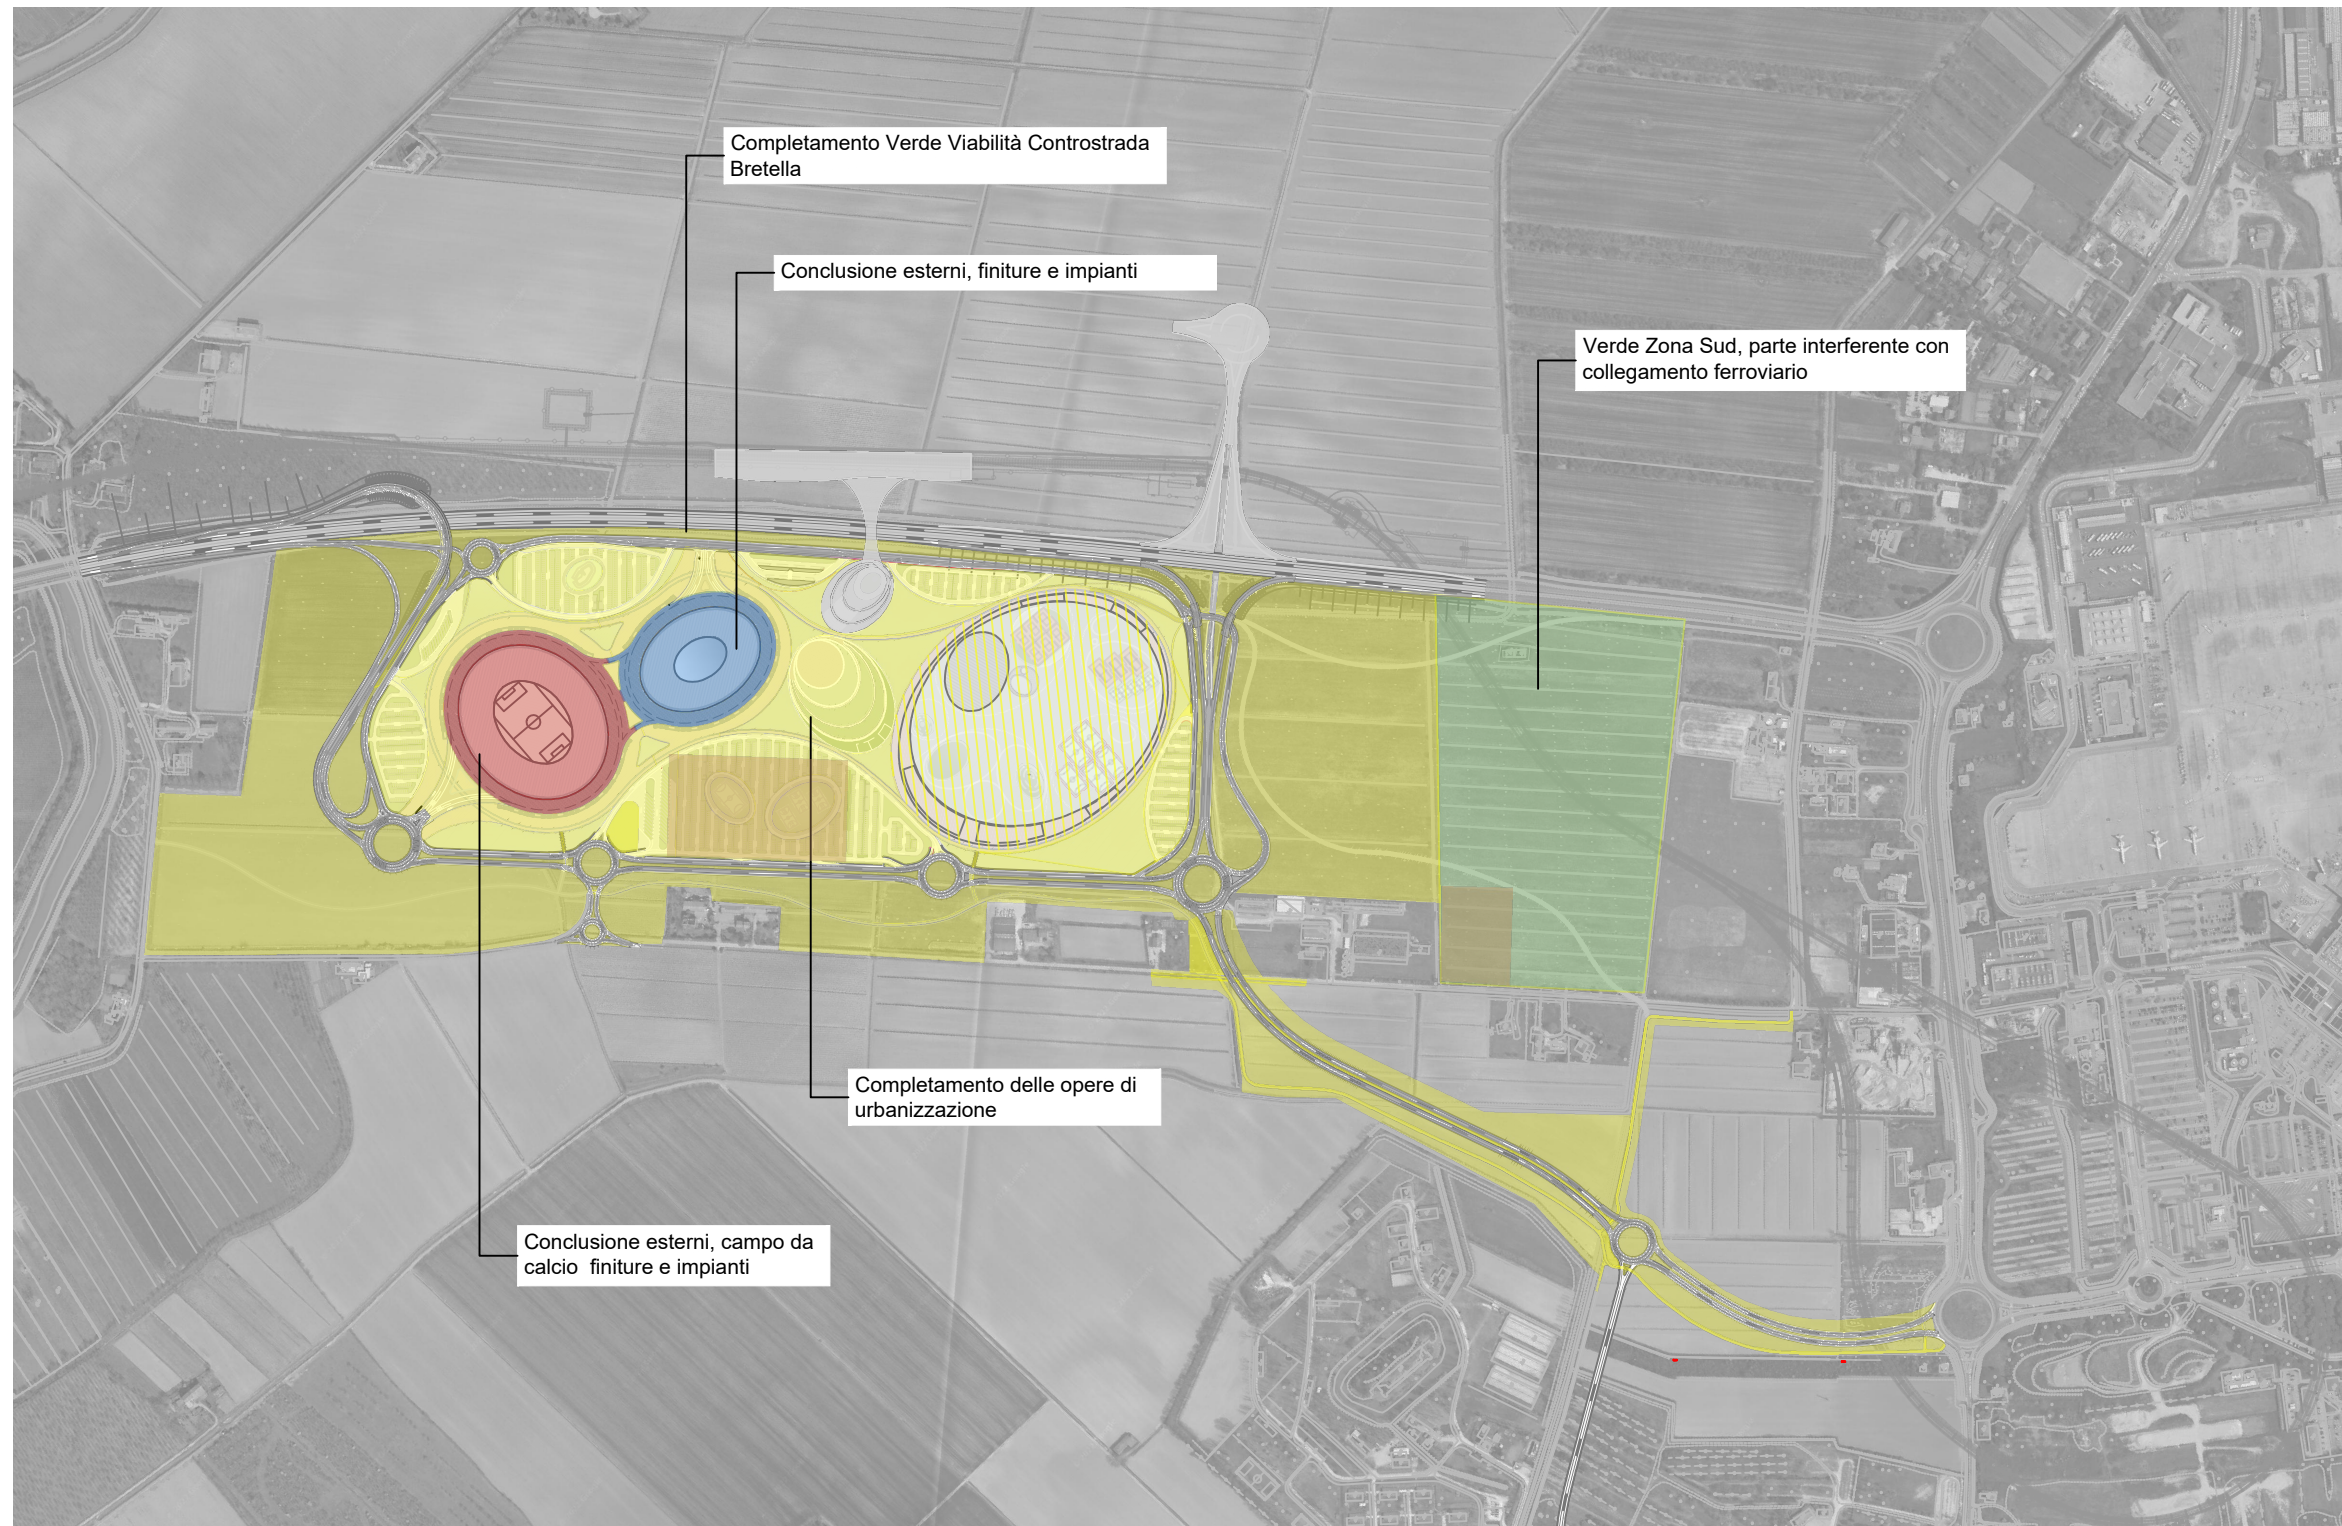 Completamento Verde Viabilità Controstrada
Bretella
Conclusione esterni, finiture e impianti
Verde Zona Sud, parte interferente con
collegamento ferroviario
Completamento delle opere di
urbanizzazione
Conclusione esterni, campo da
calcio  finiture e impianti